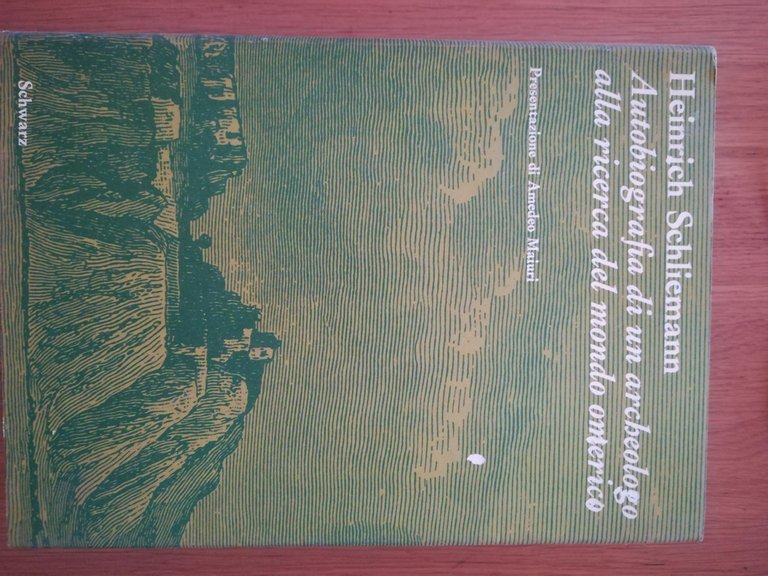 Heinrich Schliemann
Autobiografia di un archeologo
alla ricerca del mondo omerico
Presentazione di Amedeo Maiuri
Schwarz